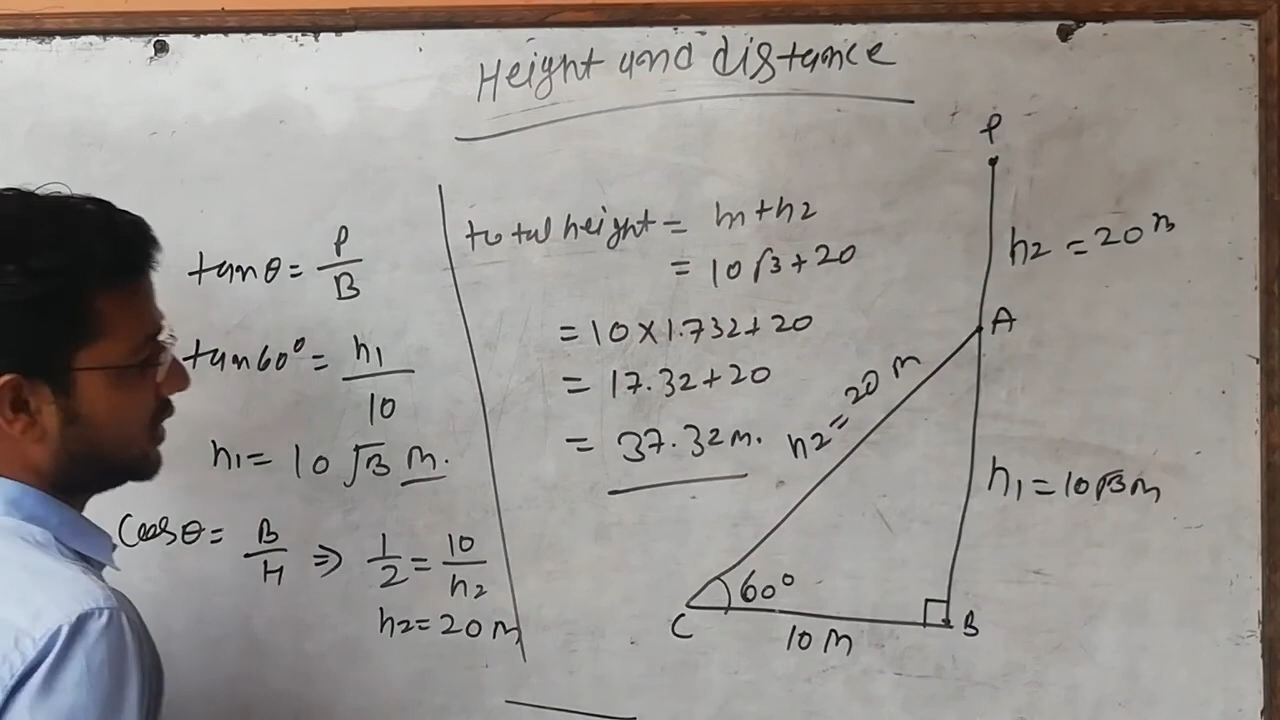 Height and distance
tanθ = P/B
tan60° = h1/10
h1 = 10√3 m.
Cosθ = B/H ⇒ 1/2 = 10/h2
h2 = 20 m
total height = h1+h2
= 10√3+20
= 10×1.732+20
= 17.32+20
= 37.32m.
P
h2 = 20 m
A
h2 = 20 m
h1 = 10√3m
60°
C
B
10 m